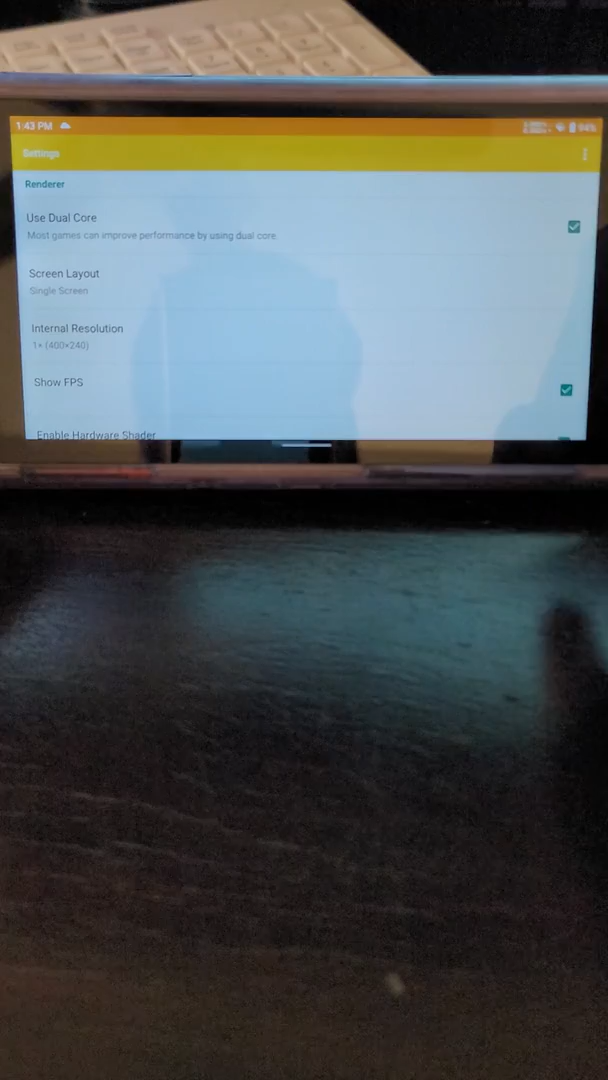 1:43 PM
94%
Settings
Renderer
Use Dual Core
Most games can improve performance by using dual core.
Screen Layout
Single Screen
Internal Resolution
1× (400×240)
Show FPS
Enable Hardware Shader